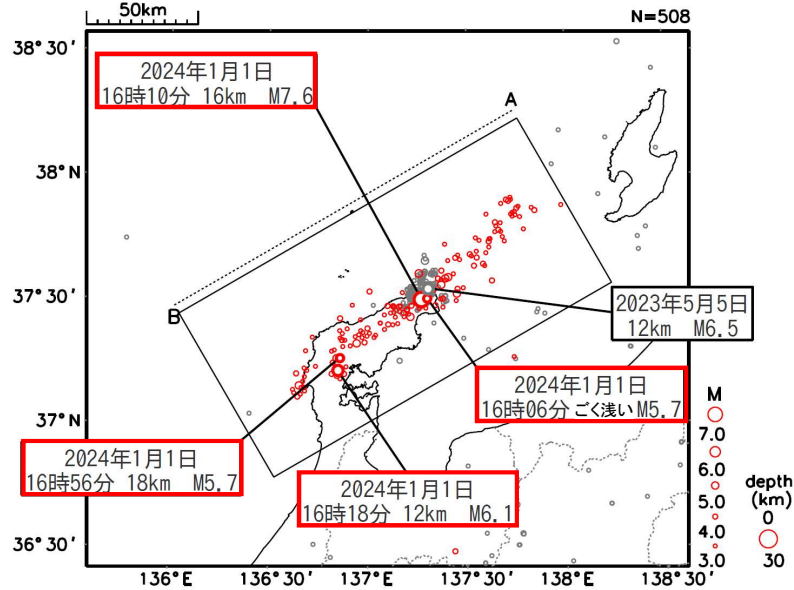 50km
N=508
38°30′
38°N
37°30′
37°N
36°30′
136°E
136°30′
137°E
137°30′
138°E
138°30′
A
B
2024年1月1日
16時10分 16km M7.6
2023年5月5日
12km M6.5
2024年1月1日
16時06分 ごく浅い M5.7
2024年1月1日
16時56分 18km M5.7
2024年1月1日
16時18分 12km M6.1
M
7.0
6.0
5.0
4.0
3.0
depth
(km)
0
30